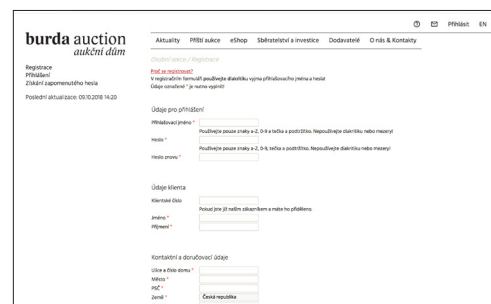 Přihlásit EN
burda auction
aukční dům
Aktuality Příští aukce eShop Sběratelství a investice Dodavatelé O nás & Kontakty
Osobní sekce / Registrace
Registrace
Přihlášení
Získání zapomenutého hesla
Poslední aktualizace: 09.10.2018 14:20
Proč se registrovat?
V registračním formuláři používejte diakritiku vyjma přihlašovacího jména a hesla!
Údaje označené * je nutno vyplnit!
Údaje pro přihlášení
Přihlašovací jméno *
Používejte pouze znaky a-Z, 0-9 a tečka a podtržítko. Nepoužívejte diakritiku nebo mezery!
Heslo *
Používejte pouze znaky a-Z, 0-9, tečka a podtržítko. Nepoužívejte diakritiku nebo mezery!
Heslo znovu *
Údaje klienta
Klientské číslo
Pokud jste již naším zákazníkem a máte ho přiděleno.
Jméno *
Příjmení *
Kontaktní a doručovací údaje
Ulice a číslo domu *
Město *
PSČ *
Země * Česká republika